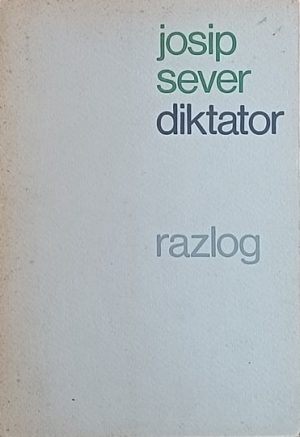 josip
sever
diktator
razlog